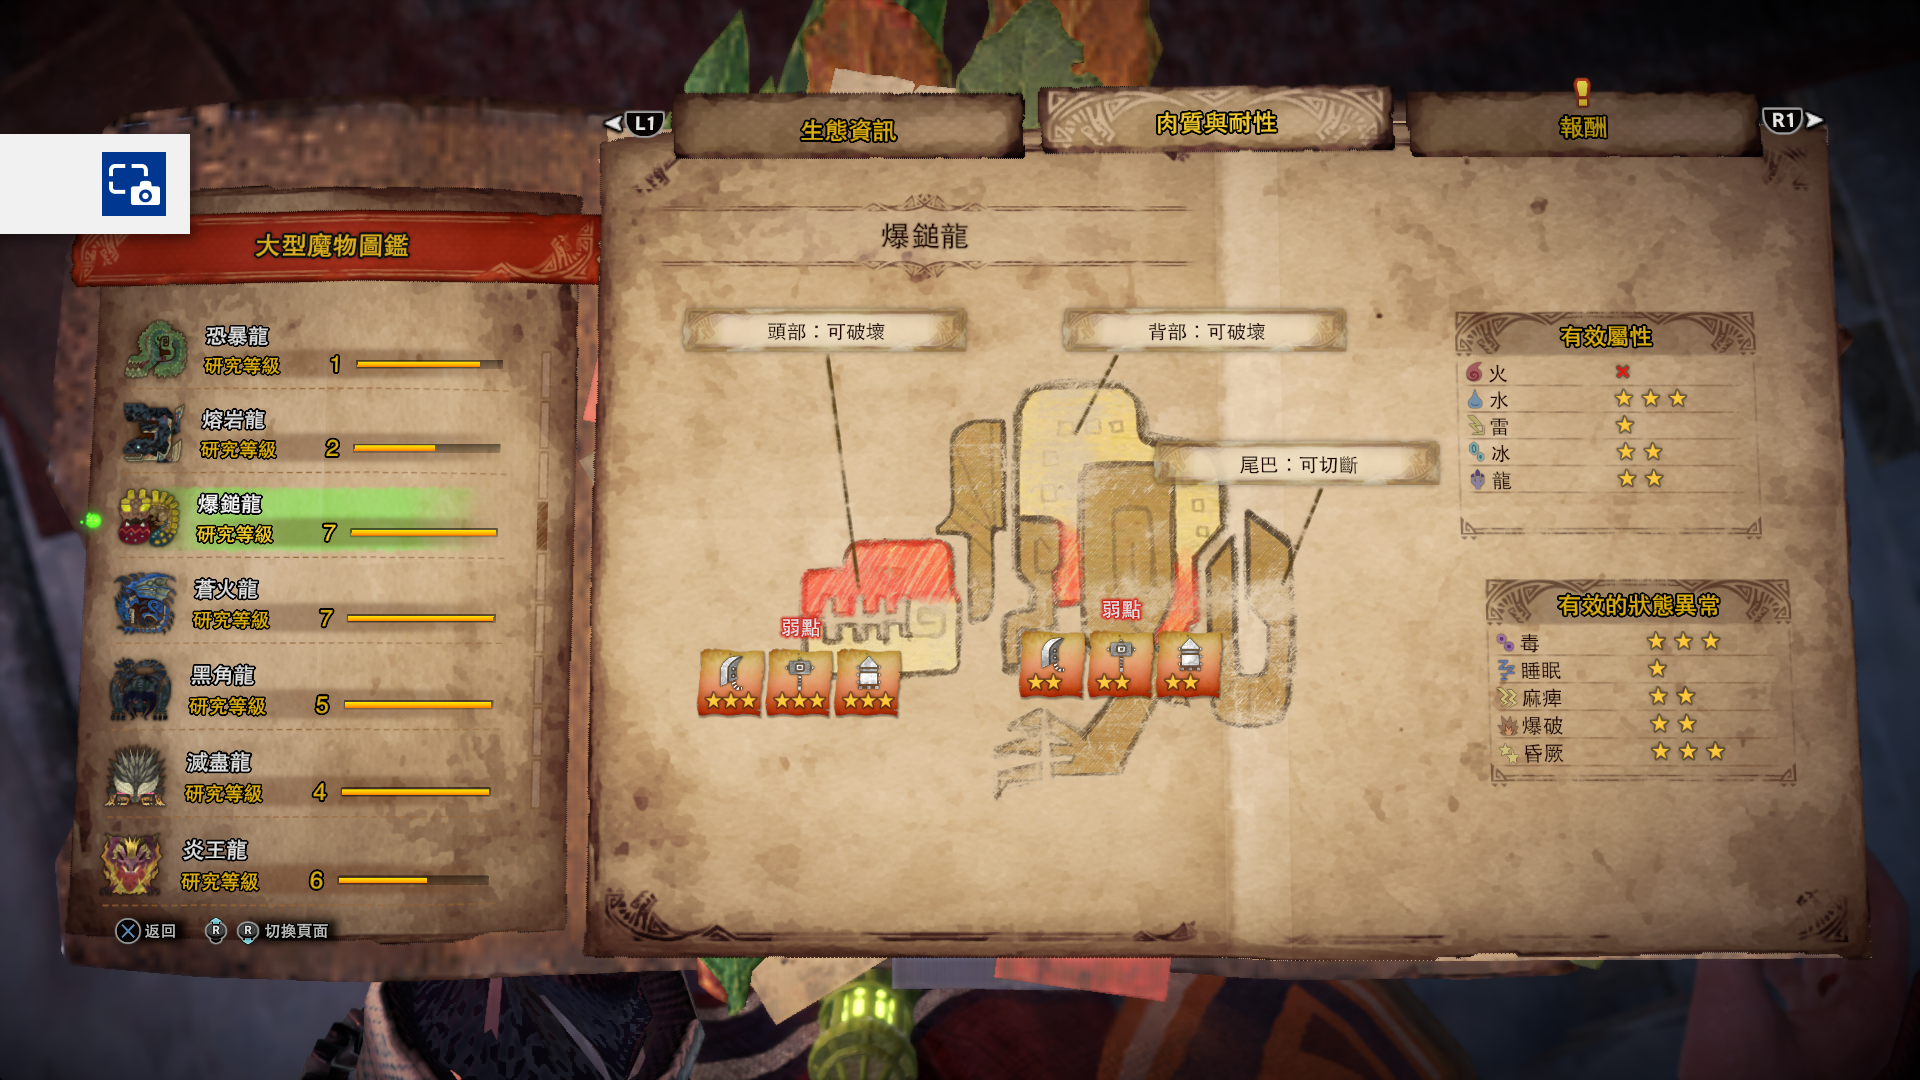 L1
生態資訊
肉質與耐性
報酬
R1
大型魔物圖鑑
恐暴龍
研究等級 1
熔岩龍
研究等級 2
爆鎚龍
研究等級 7
蒼火龍
研究等級 7
黑角龍
研究等級 5
滅盡龍
研究等級 4
炎王龍
研究等級 6
返回 R R 切換頁面
爆鎚龍
頭部：可破壞
背部：可破壞
尾巴：可切斷
弱點
弱點
有效屬性
火
水
雷
冰
龍
有效的狀態異常
毒
睡眠
麻痺
爆破
昏厥